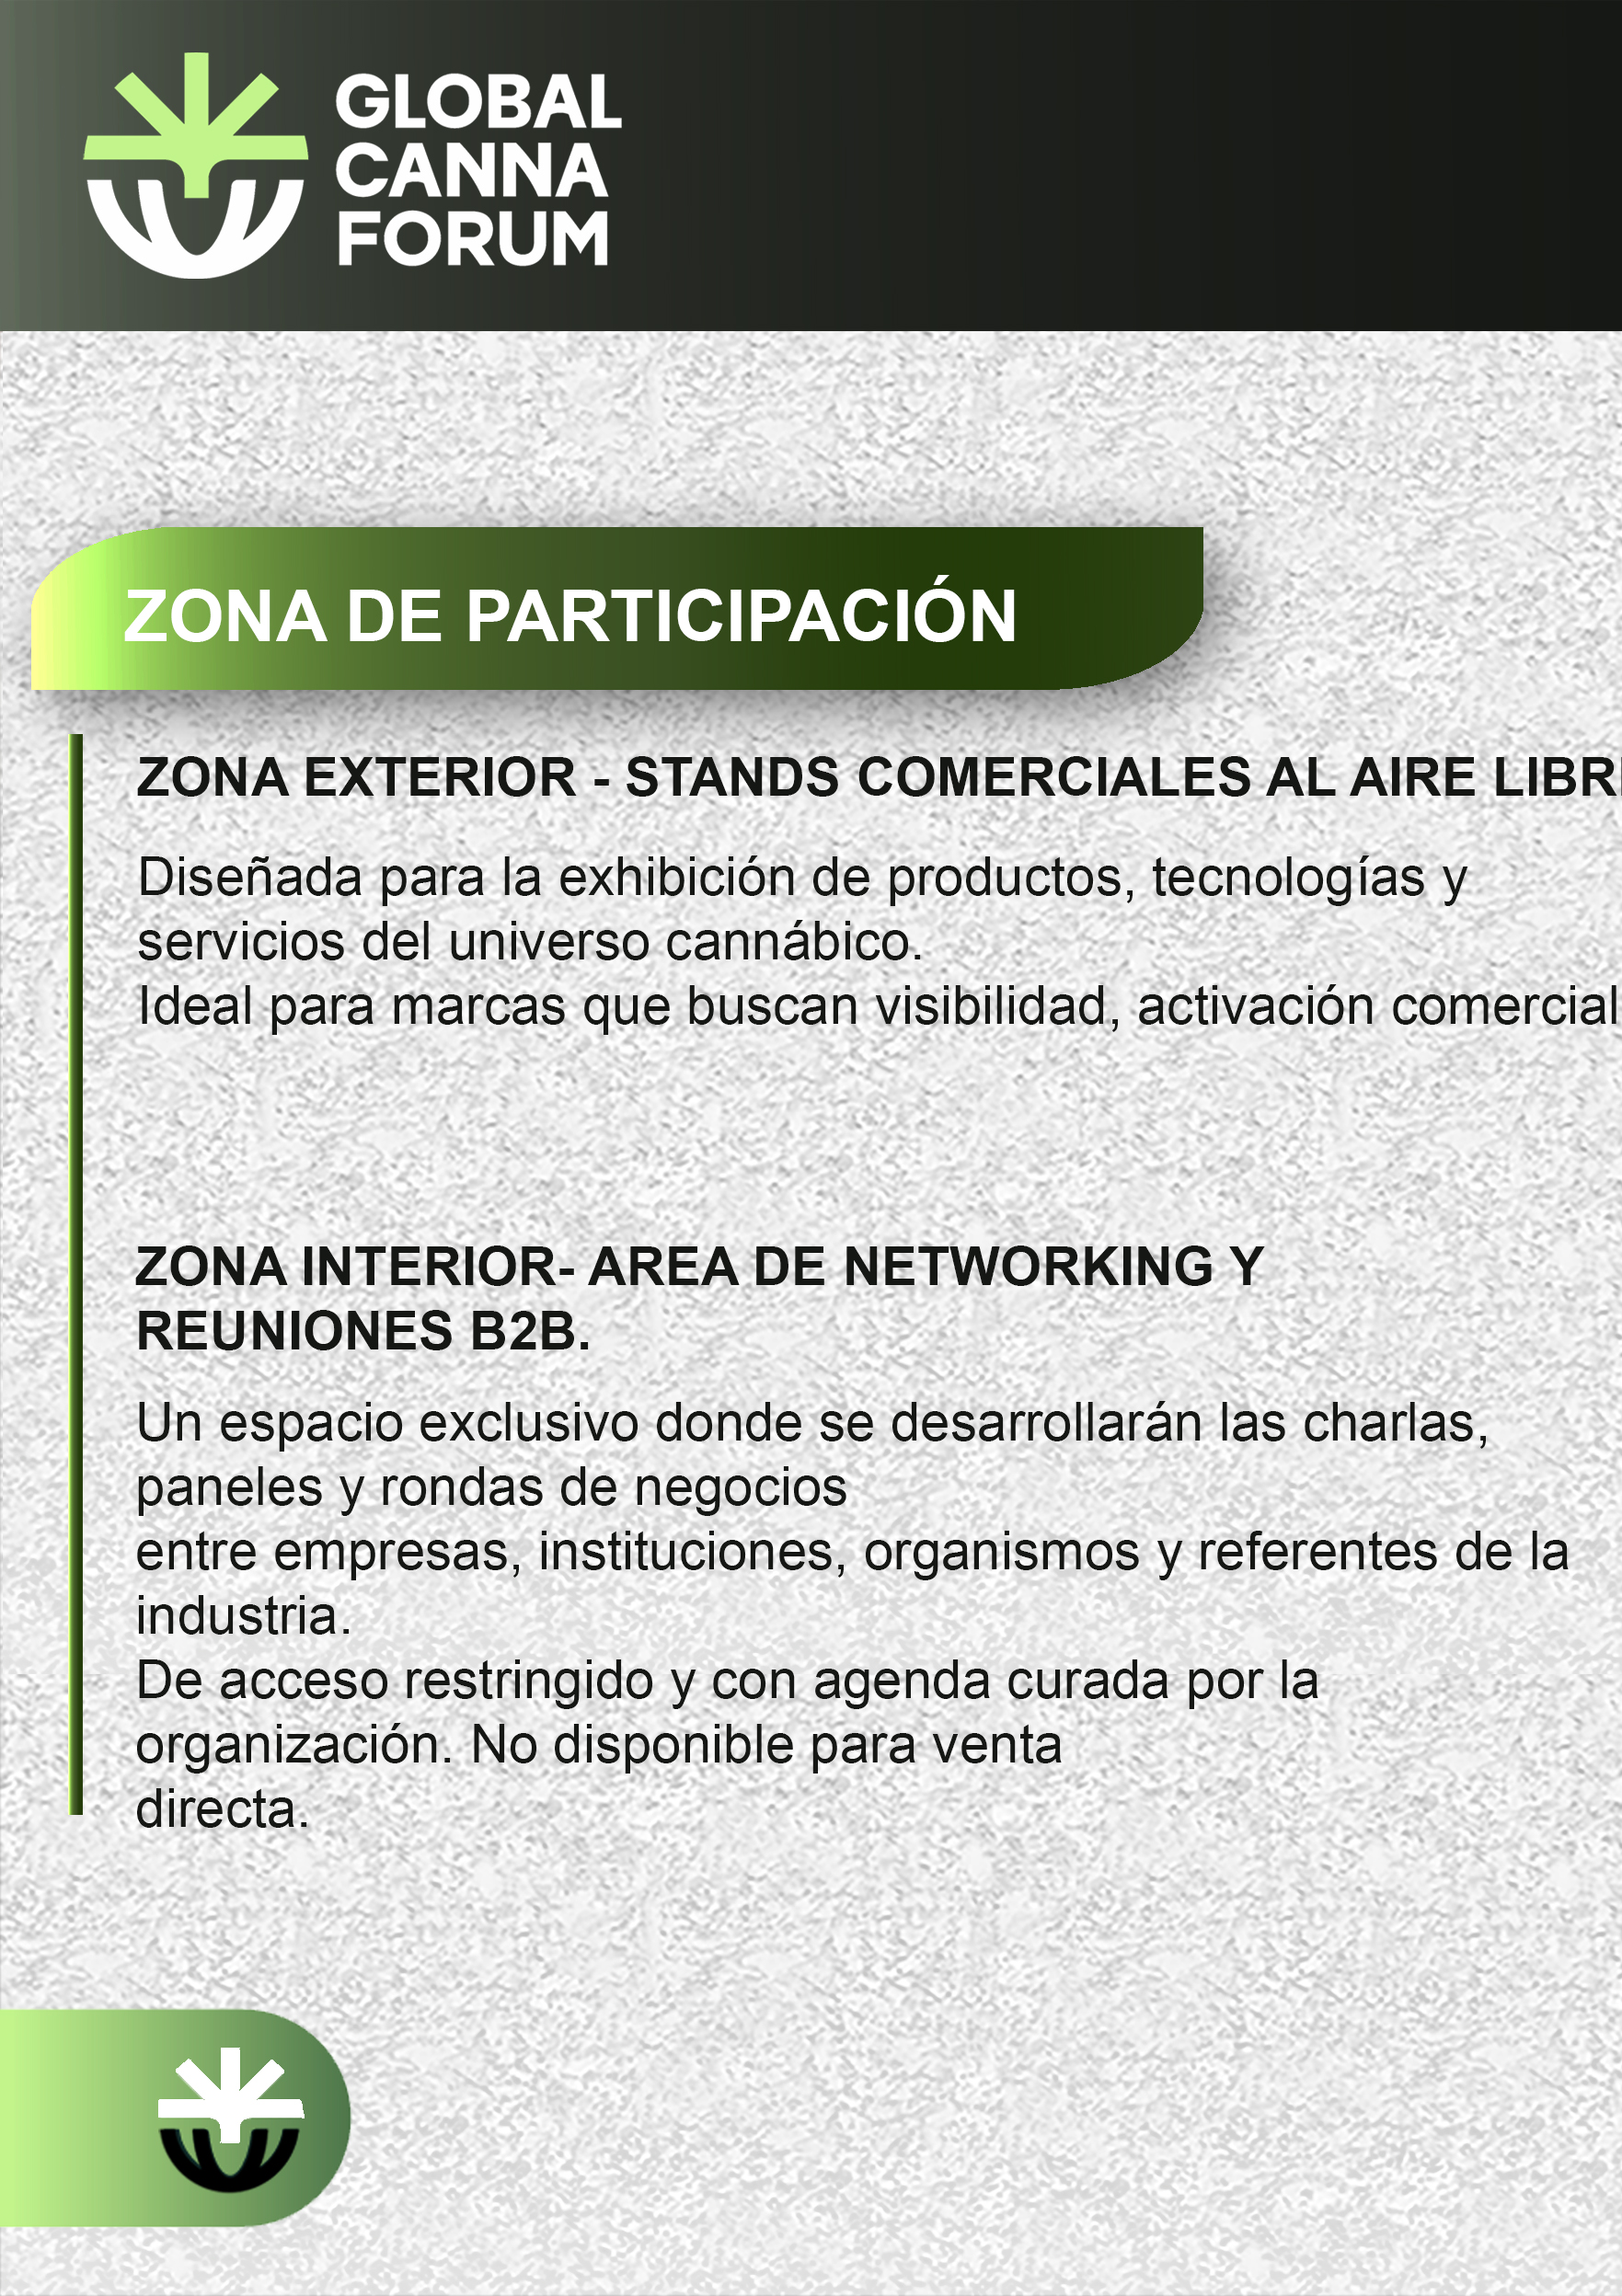 GLOBAL
CANNA
FORUM
ZONA DE PARTICIPACIÓN
ZONA EXTERIOR - STANDS COMERCIALES AL AIRE
Diseñada para la exhibición de productos, tecnologías y
servicios del universo cannábico.
Ideal para marcas que buscan visibilidad, activación comercial
ZONA INTERIOR- AREA DE NETWORKING Y
REUNIONES B2B.
Un espacio exclusivo donde se desarrollarán las charlas,
paneles y rondas de negocios
entre empresas, instituciones, organismos y referentes de la
industria.
De acceso restringido y con agenda curada por la
organización. No disponible para venta
directa.